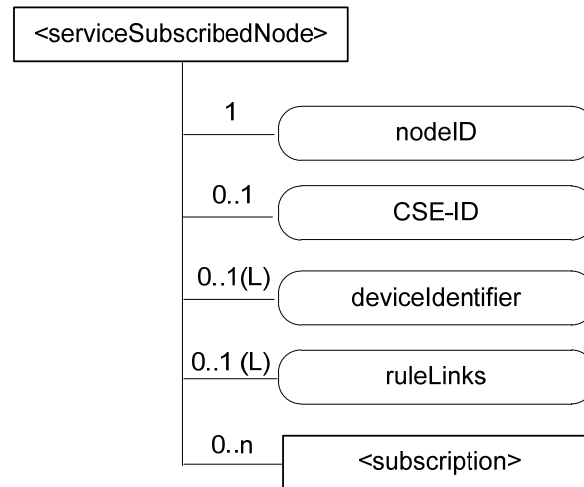 <serviceSubscribedNode>
1
nodeID
0..1
CSE-ID
0..1(L)
deviceIdentifier
0..1 (L)
ruleLinks
0..n
<subscription>